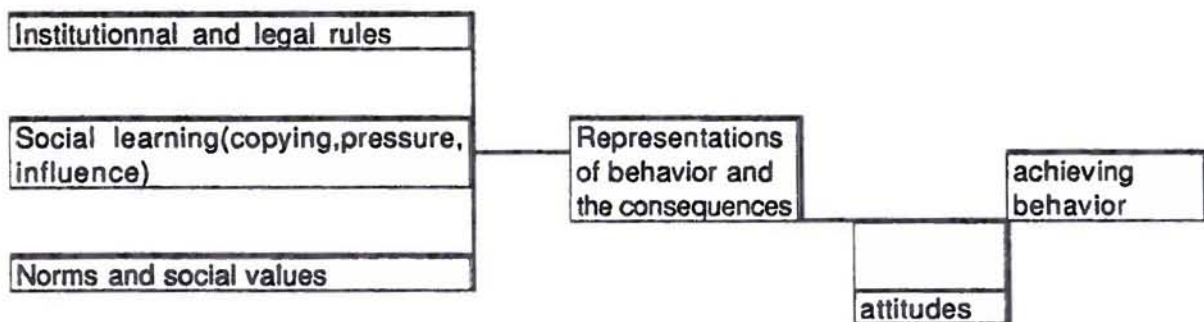 Institutionnal and legal rules
Social learning(copying,pressure,
influence)
Norms and social values
Representations
of behavior and
the consequences
attitudes
achieving
behavior